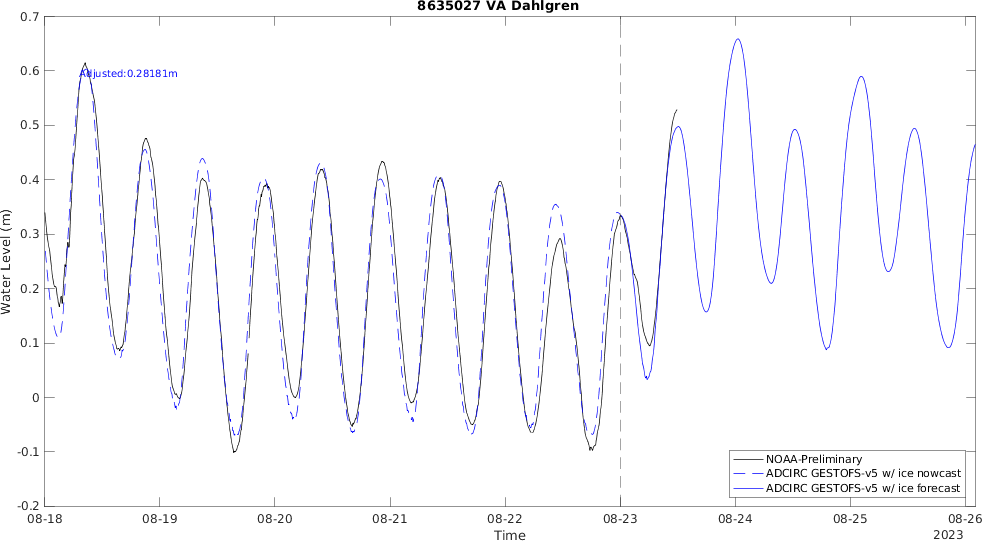 8635027 VA Dahlgren
0.7
0.6
0.5
0.4
0.3
0.2
0.1
0
-0.1
-0.2
Water Level (m)
Adjusted:0.28181m
NOAA-Preliminary
ADCIRC GESTOFS-v5 w/ ice nowcast
ADCIRC GESTOFS-v5 w/ ice forecast
08-18 08-19 08-20 08-21 08-22 08-23 08-24 08-25 08-26
Time
2023